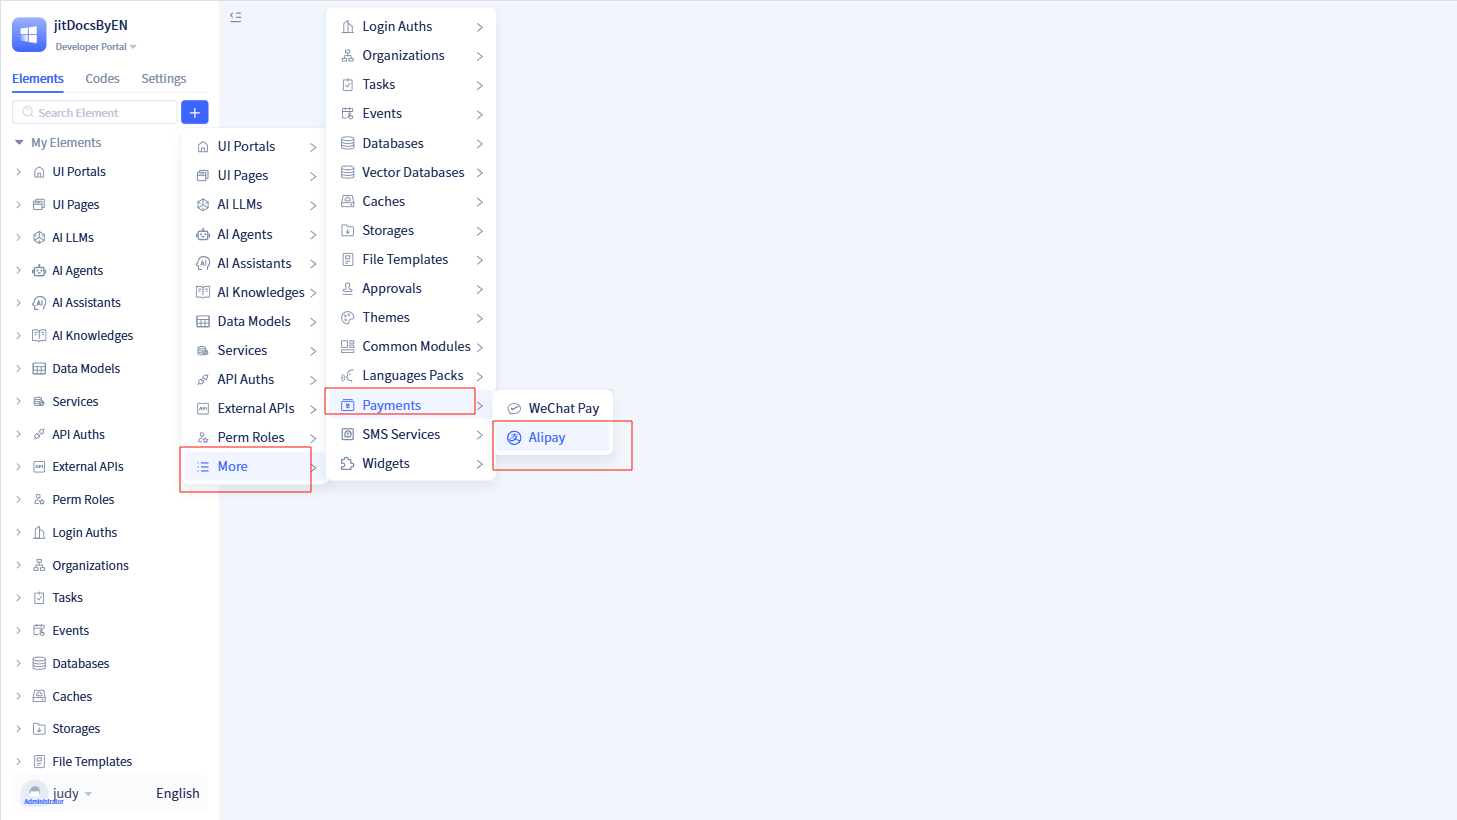 jitDocsByEN
Developer Portal
Elements
Codes
Settings
Search Element
My Elements
UI Portals
UI Pages
AI LLMs
AI Agents
AI Assistants
AI Knowledges
Data Models
Services
API Auths
External APIs
Perm Roles
Login Auths
Organizations
Tasks
Events
Databases
Caches
Storages
File Templates
judy
Administrator
English
UI Portals
UI Pages
AI LLMs
AI Agents
AI Assistants
AI Knowledges
Data Models
Services
API Auths
External APIs
Perm Roles
More
Login Auths
Organizations
Tasks
Events
Databases
Vector Databases
Caches
Storages
File Templates
Approvals
Themes
Common Modules
Languages Packs
Payments
SMS Services
Widgets
WeChat Pay
Alipay